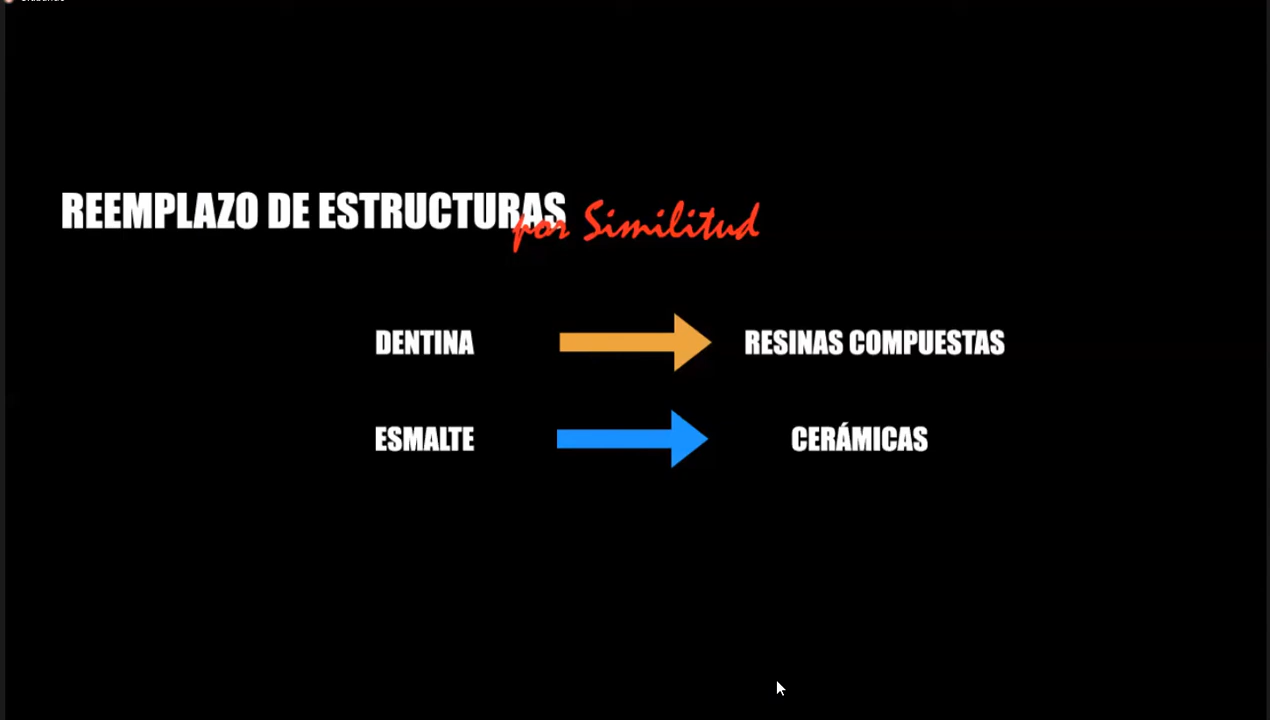 REEMPLAZO DE ESTRUCTURAS por Similitud
DENTINA RESINAS COMPUESTAS
ESMALTE CERÁMICAS